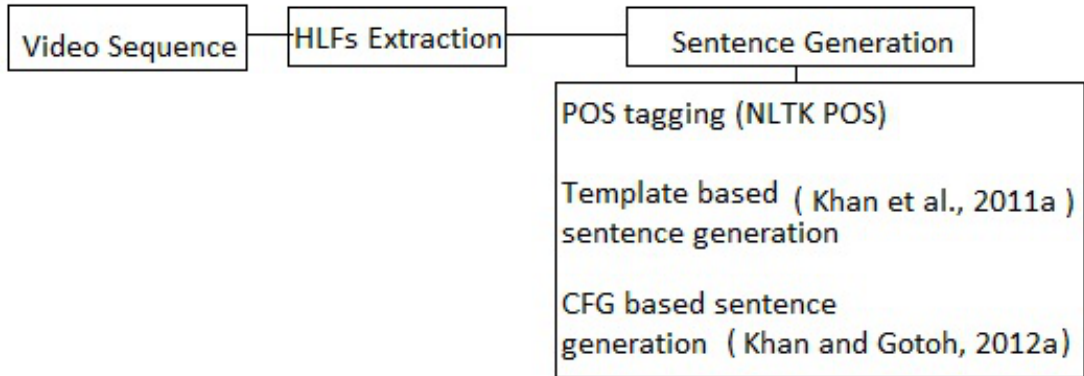 Video Sequence
HLFs Extraction
Sentence Generation
POS tagging (NLTK POS)
Template based ( Khan et al., 2011a )
sentence generation
CFG based sentence
generation ( Khan and Gotoh, 2012a)